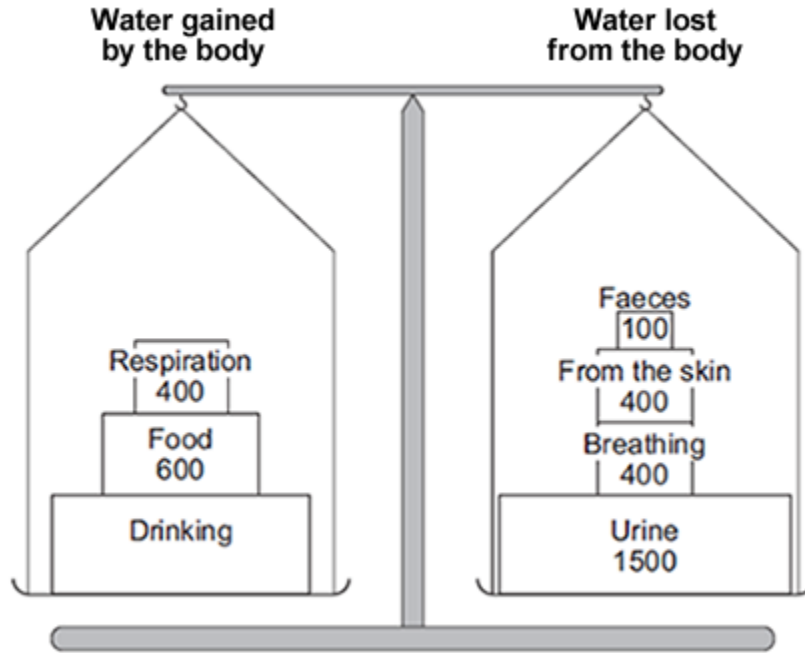 Water gained
by the body
Water lost
from the body
Respiration
400
Food
600
Drinking
Faeces
100
From the skin
400
Breathing
400
Urine
1500